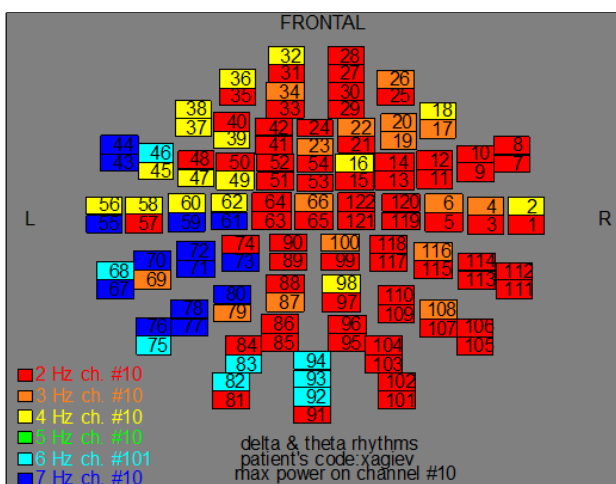 FRONTAL
32 28
36 31 27 26
35 34 30 25
38 33 29 18
37 40 42 24 22 20 17
44 39 41 23 21 19 8
43 46 48 50 52 54 16 14 12 10 7
45 47 49 51 53 15 13 11 9
56 58 60 62 64 66 122 120 6 4 2
L 55 57 59 61 63 65 121 119 5 3 1 R
72 74 90 100 118 116
70 71 73 89 99 117 115 114
68 69 113 112
67 88 98 111
80 87 97 110
78 79 109 108
76 77 86 96 107 106
75 84 85 95 104 105
83 94 103
82 93 102
81 92 101
91
2 Hz ch. #10
3 Hz ch. #10
4 Hz ch. #10
5 Hz ch. #10
6 Hz ch. #101
7 Hz ch. #10
delta & theta rhythms
patient's code:xagiev
max power on channel #10